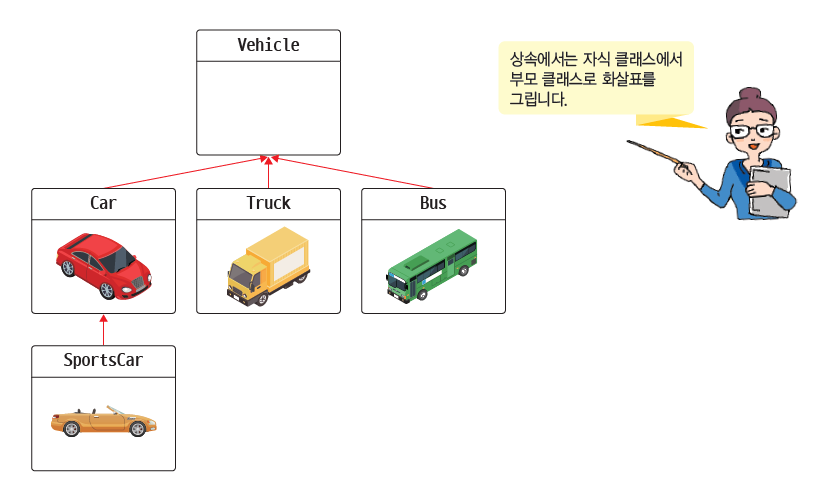 Vehicle
상속에서는 자식 클래스에서
부모 클래스로 화살표를
그립니다.
Car
Truck
Bus
SportsCar